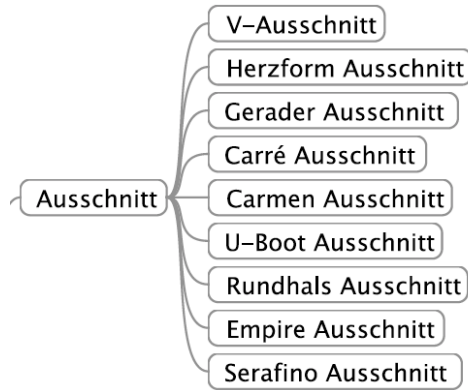 V-Ausschnitt
Herzform Ausschnitt
Gerader Ausschnitt
Carré Ausschnitt
Ausschnitt
Carmen Ausschnitt
U-Boot Ausschnitt
Rundhals Ausschnitt
Empire Ausschnitt
Serafino Ausschnitt